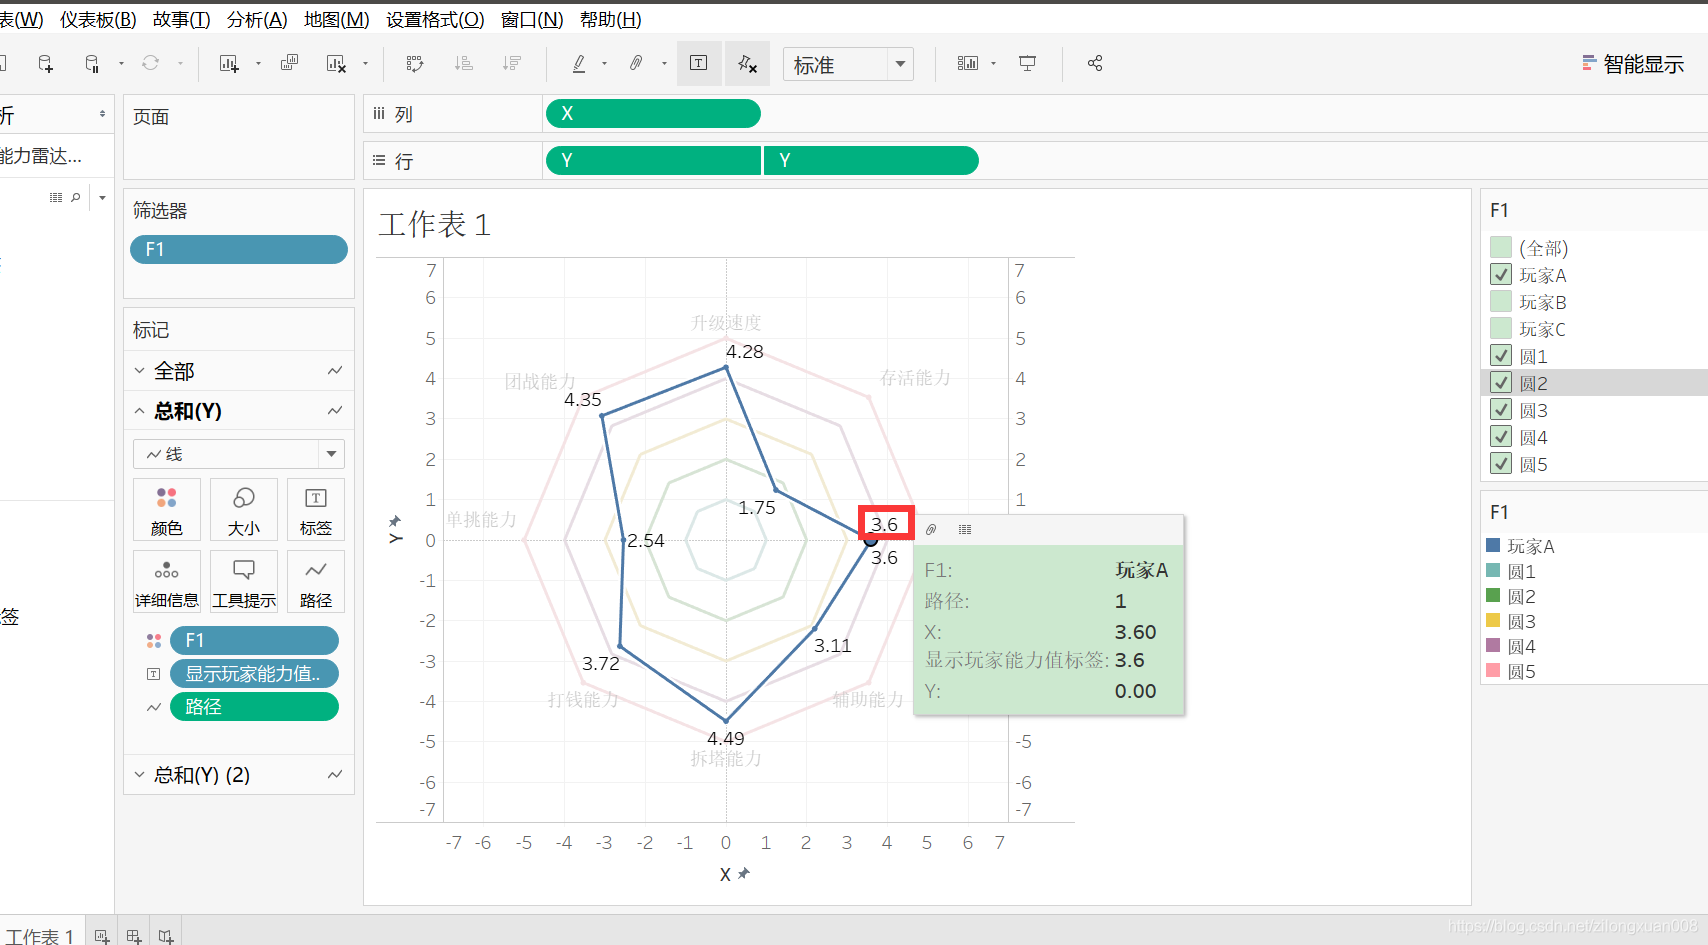 表(W) 仪表板(B) 故事(T) 分析(A) 地图(M) 设置格式(O) 窗口(N) 帮助(H)
标准
智能显示
析
能力雷达...
签
页面
筛选器
F1
标记
全部
总和(Y)
线
颜色 大小 标签
详细信息 工具提示 路径
F1
显示玩家能力值..
路径
总和(Y) (2)
列 X
行 Y Y
工作表 1
7
6
5
4
3
2
1
0
-1
-2
-3
-4
-5
-6
-7
Y
升级速度
4.28
团战能力
4.35
存活能力
1.75
单挑能力
2.54
3.6
3.6
3.11
3.72
打钱能力
辅助能力
4.49
拆塔能力
7
6
5
4
3
2
1
-5
-6
-7
-7 -6 -5 -4 -3 -2 -1 0 1 2 3 4 5 6 7
X
F1: 玩家A
路径: 1
X: 3.60
显示玩家能力值标签: 3.6
Y: 0.00
F1
(全部)
玩家A
玩家B
玩家C
圆1
圆2
圆3
圆4
圆5
F1
玩家A
圆1
圆2
圆3
圆4
圆5
工作表 1
https://blog.csdn.net/zilongxuan008